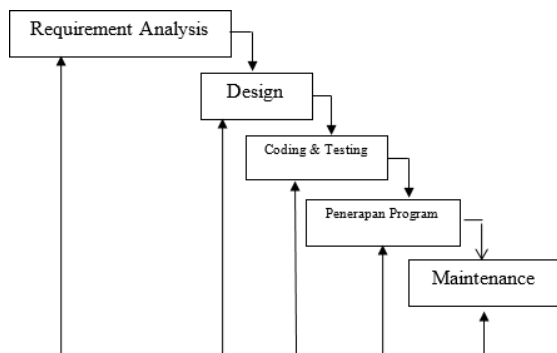 Requirement Analysis
Design
Coding & Testing
Penerapan Program
Maintenance